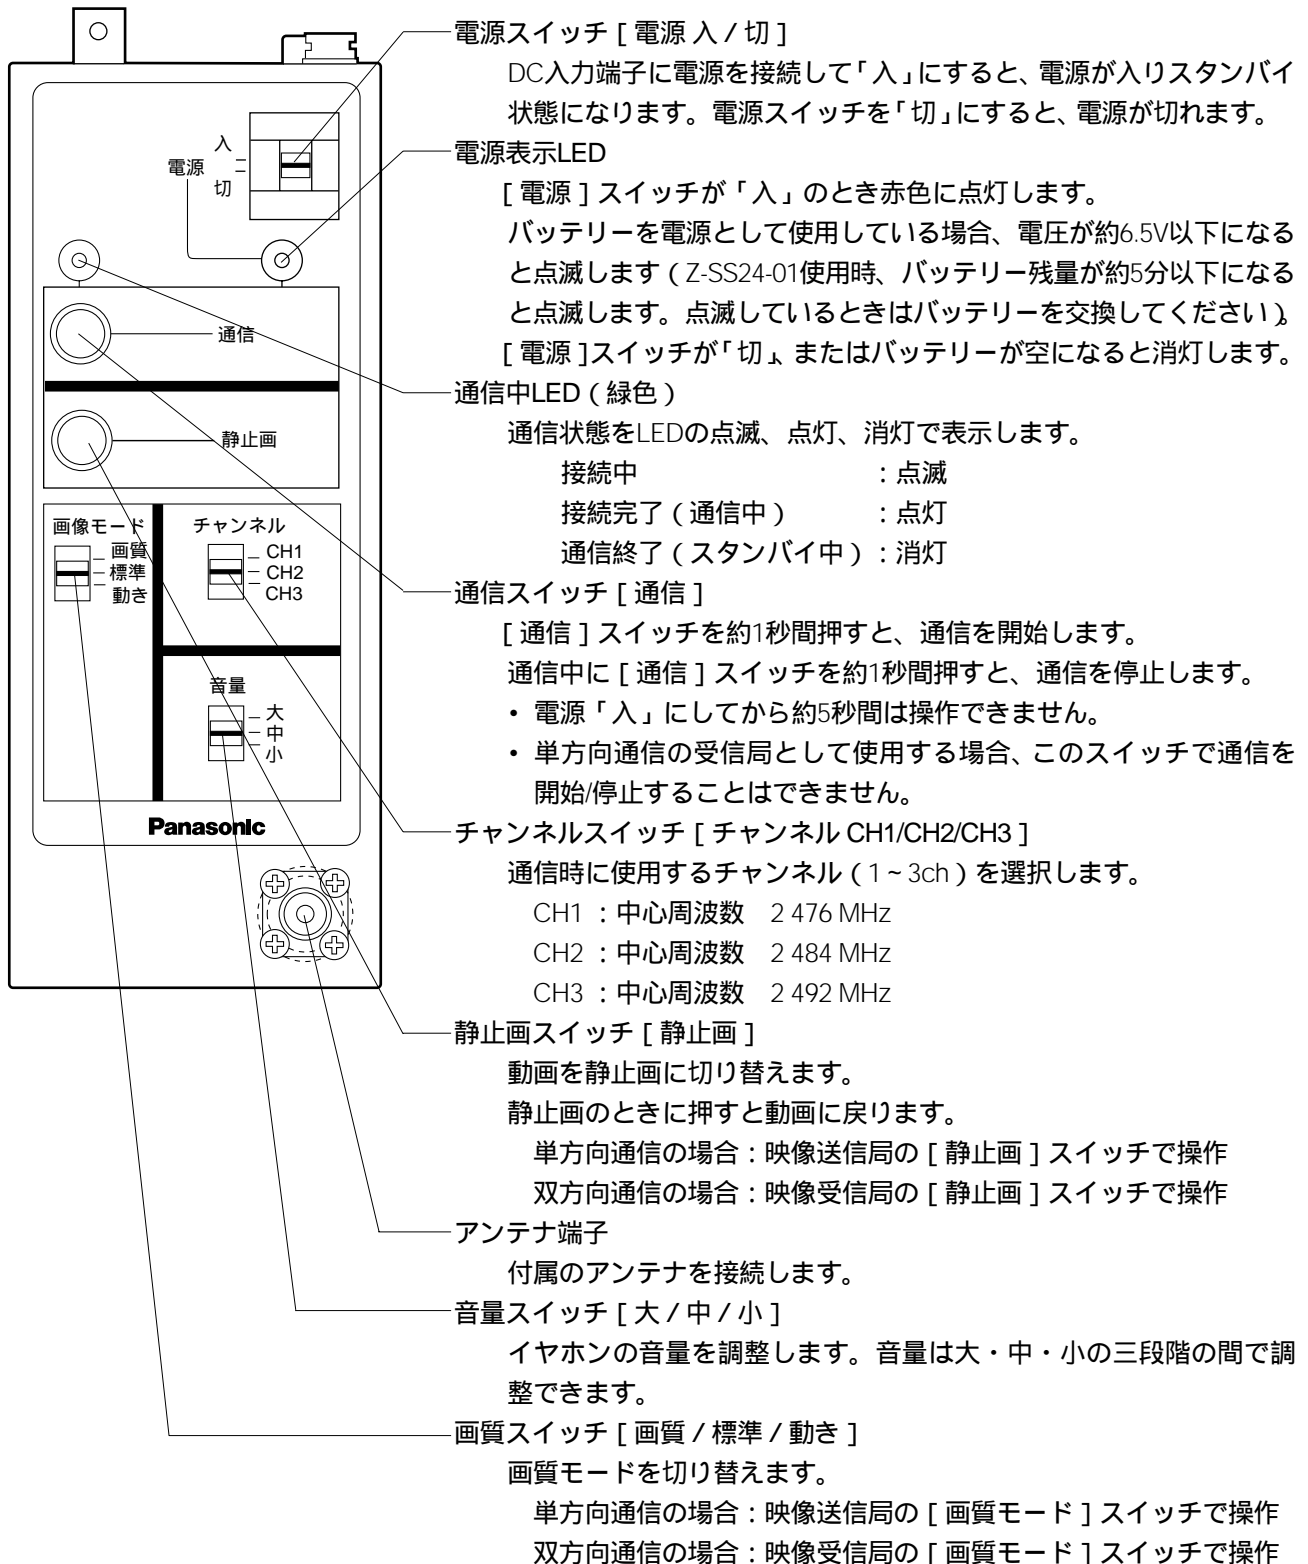 電源スイッチ [ 電源 入 / 切 ]
DC入力端子に電源を接続して「入」にすると、電源が入りスタンバイ
状態になります。電源スイッチを「切」にすると、電源が切れます。
電源表示LED
[ 電源 ] スイッチが「入」のとき赤色に点灯します。
バッテリーを電源として使用している場合、電圧が約6.5V以下になる
と点滅します（Z-SS24-01使用時、バッテリー残量が約5分以下になる
と点滅します。点滅しているときはバッテリーを交換してください）。
[ 電源 ]スイッチが「切」、またはバッテリーが空になると消灯します。
通信中LED（緑色）
通信状態をLEDの点滅、点灯、消灯で表示します。
接続中 ：点滅
接続完了（通信中） ：点灯
通信終了（スタンバイ中）：消灯
通信スイッチ [ 通信 ]
[ 通信 ] スイッチを約1秒間押すと、通信を開始します。
通信中に [ 通信 ] スイッチを約1秒間押すと、通信を停止します。
・ 電源「入」にしてから約5秒間は操作できません。
・ 単方向通信の受信局として使用する場合、このスイッチで通信を
開始/停止することはできません。
チャンネルスイッチ [ チャンネル CH1/CH2/CH3 ]
通信時に使用するチャンネル（1～3ch）を選択します。
CH1 ：中心周波数 2 476 MHz
CH2 ：中心周波数 2 484 MHz
CH3 ：中心周波数 2 492 MHz
静止画スイッチ [ 静止画 ]
動画を静止画に切り替えます。
静止画のときに押すと動画に戻ります。
単方向通信の場合：映像送信局の [ 静止画 ] スイッチで操作
双方向通信の場合：映像受信局の [ 静止画 ] スイッチで操作
アンテナ端子
付属のアンテナを接続します。
音量スイッチ [ 大 / 中 / 小 ]
イヤホンの音量を調整します。音量は大・中・小の三段階の間で調
整できます。
画質スイッチ [ 画質 / 標準 / 動き ]
画質モードを切り替えます。
単方向通信の場合：映像送信局の [ 画質モード ] スイッチで操作
双方向通信の場合：映像受信局の [ 画質モード ] スイッチで操作
入
電源
切
通信
静止画
画像モード
画質
標準
動き
チャンネル
CH1
CH2
CH3
音量
大
中
小
Panasonic